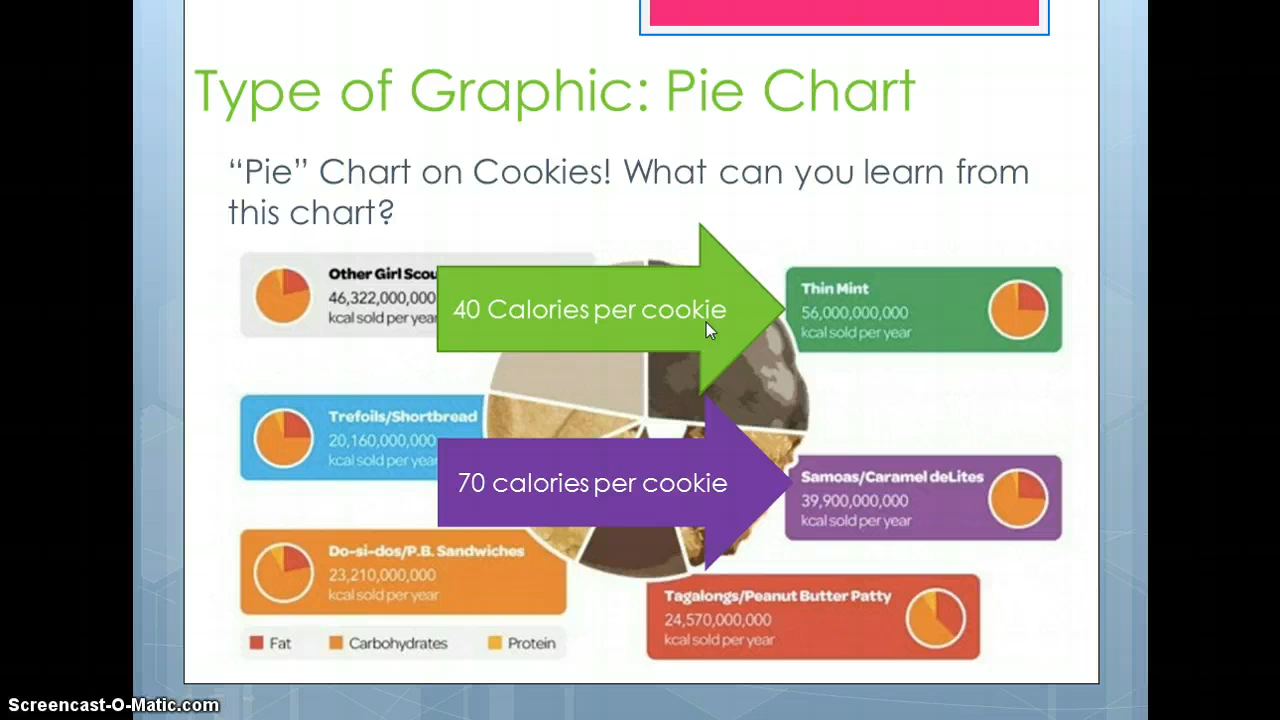 Type of Graphic: Pie Chart
“Pie” Chart on Cookies! What can you learn from
this chart?
Other Girl
46,322,000,000
kcal sold per year
40 Calories per cookie
Thin Mint
56,000,000,000
kcal sold per year
Trefoils/Shortbread
20,160,000,000
kcal sold per year
70 calories per cookie
Samoas/Caramel deLites
39,900,000,000
kcal sold per year
Do-si-dos/P.B. Sandwiches
23,210,000,000
kcal sold per year
Tagalongs/Peanut Butter Patty
24,570,000,000
kcal sold per year
Fat Carbohydrates Protein
Screencast-O-Matic.com